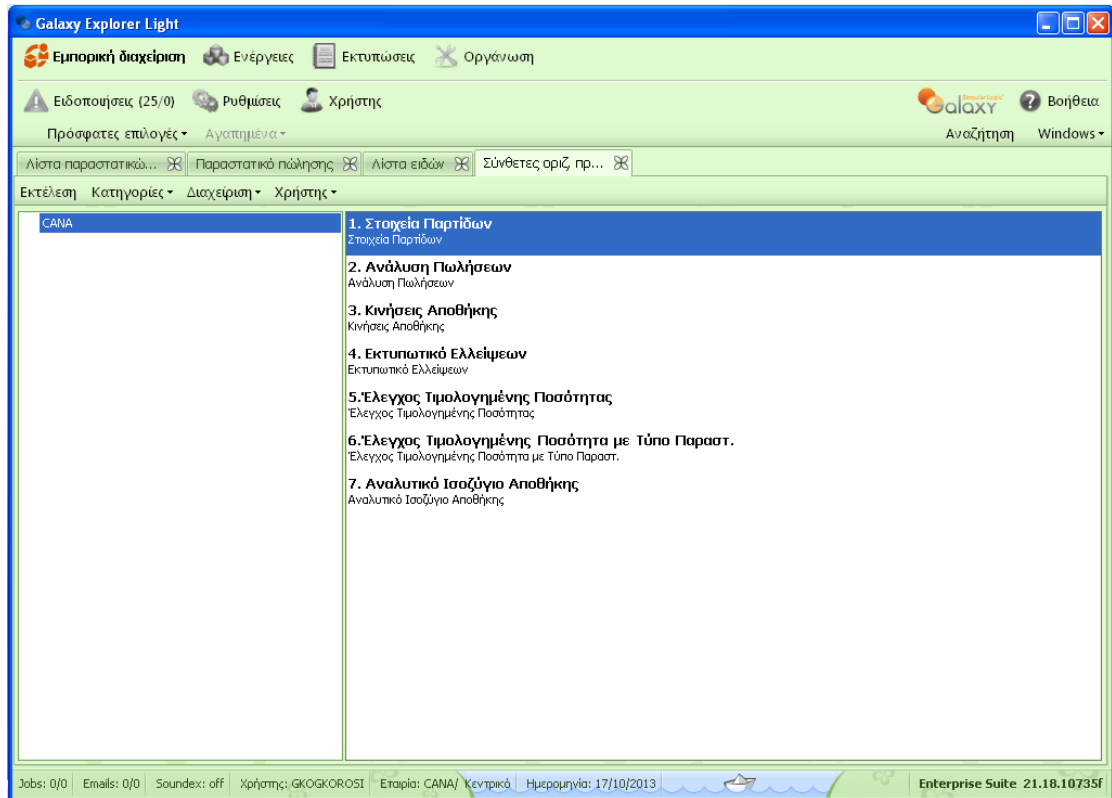 Galaxy Explorer Light
Εμπορική διαχείριση Ενέργειες Εκτυπώσεις Οργάνωση
Ειδοποιήσεις (25/0) Ρυθμίσεις Χρήστης SingularLogic Galaxy Βοήθεια
Πρόσφατες επιλογές Αγαπημένα Αναζήτηση Windows
Λίστα παραστατικώ... Παραστατικό πώλησης Λίστα ειδών Σύνθετες οριζ. πρ...
Εκτέλεση Κατηγορίες Διαχείριση Χρήστης
CANA
1. Στοιχεία Παρτίδων
Στοιχεία Παρτίδων
2. Ανάλυση Πωλήσεων
Ανάλυση Πωλήσεων
3. Κινήσεις Αποθήκης
Κινήσεις Αποθήκης
4. Εκτυπωτικό Ελλείψεων
Εκτυπωτικό Ελλείψεων
5.Έλεγχος Τιμολογημένης Ποσότητας
Έλεγχος Τιμολογημένης Ποσότητας
6.Έλεγχος Τιμολογημένης Ποσότητα με Τύπο Παραστ.
Έλεγχος Τιμολογημένης Ποσότητα με Τύπο Παραστ.
7. Αναλυτικό Ισοζύγιο Αποθήκης
Αναλυτικό Ισοζύγιο Αποθήκης
Jobs: 0/0 Emails: 0/0 Soundex: off Χρήστης: GKOGKOROSI Εταιρία: CANA/ Κεντρικό Ημερομηνία: 17/10/2013 Enterprise Suite 21.18.10735f